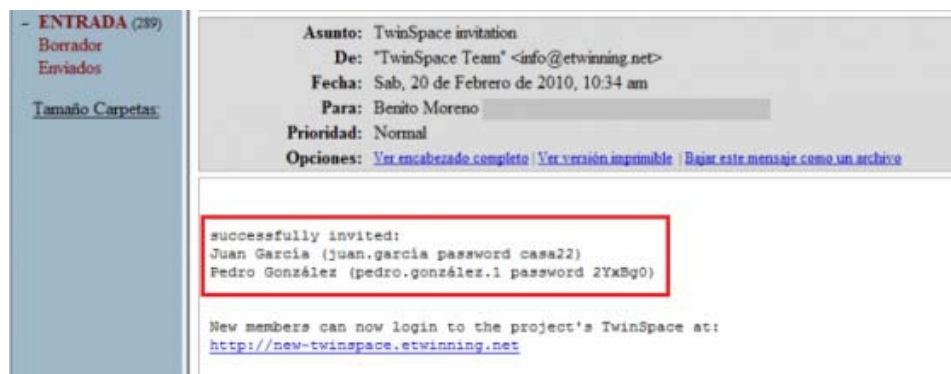 – ENTRADA (289)
Borrador
Enviados
Tamaño Carpetas:
Asunto: TwinSpace invitation
De: "TwinSpace Team" <info@etwinning.net>
Fecha: Sab, 20 de Febrero de 2010, 10:34 am
Para: Benito Moreno
Prioridad: Normal
Opciones: Ver encabezado completo | Ver versión imprimible | Bajar este mensaje como un archivo
successfully invited:
Juan García (juan.garcía password casa22)
Pedro González (pedro.gonzález.1 password 2YxBg0)
New members can now login to the project's TwinSpace at:
http://new-twinspace.etwinning.net